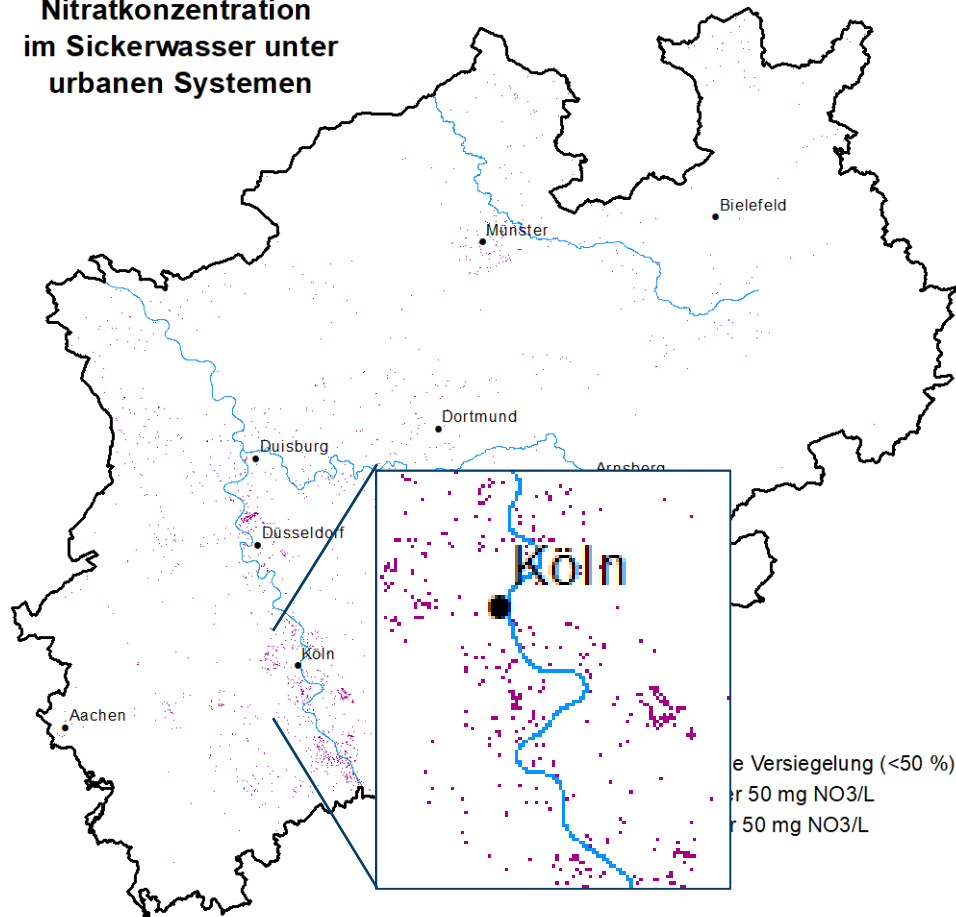 Nitratkonzentration
im Sickerwasser unter
urbanen Systemen
Bielefeld
Münster
Dortmund
Duisburg
Arnsberg
Düsseldorf
Köln
Köln
Aachen
e Versiegelung (<50 %)
er 50 mg NO3/L
r 50 mg NO3/L